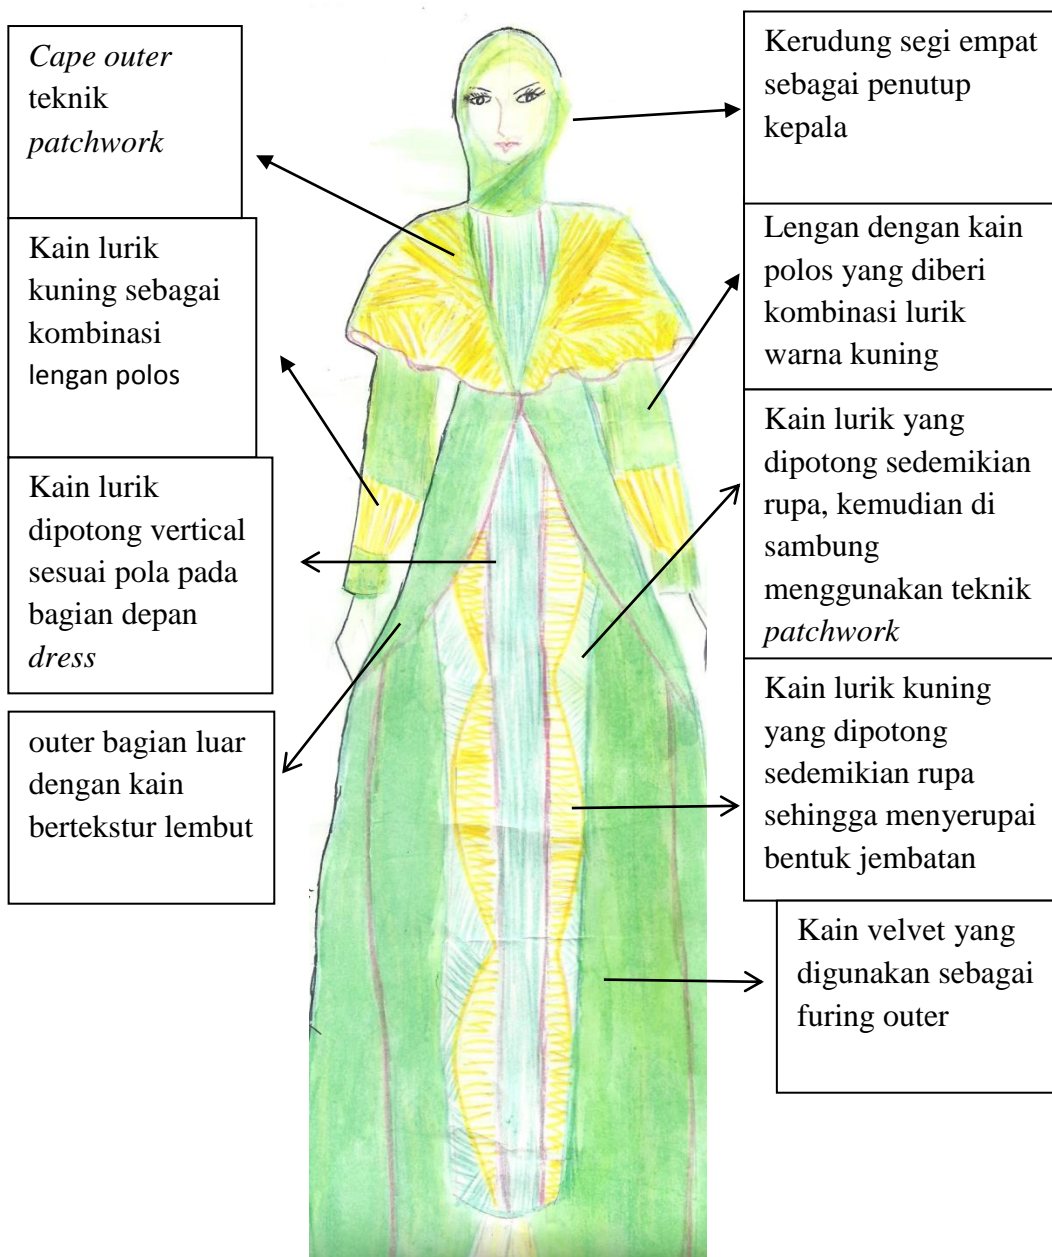 Cape outer
teknik
patchwork
Kain lurik
kuning sebagai
kombinasi
lengan polos
Kain lurik
dipotong vertical
sesuai pola pada
bagian depan
dress
outer bagian luar
dengan kain
bertekstur lembut
Kerudung segi empat
sebagai penutup
kepala
Lengan dengan kain
polos yang diberi
kombinasi lurik
warna kuning
Kain lurik yang
dipotong sedemikian
rupa, kemudian di
sambung
menggunakan teknik
patchwork
Kain lurik kuning
yang dipotong
sedemikian rupa
sehingga menyerupai
bentuk jembatan
Kain velvet yang
digunakan sebagai
furing outer